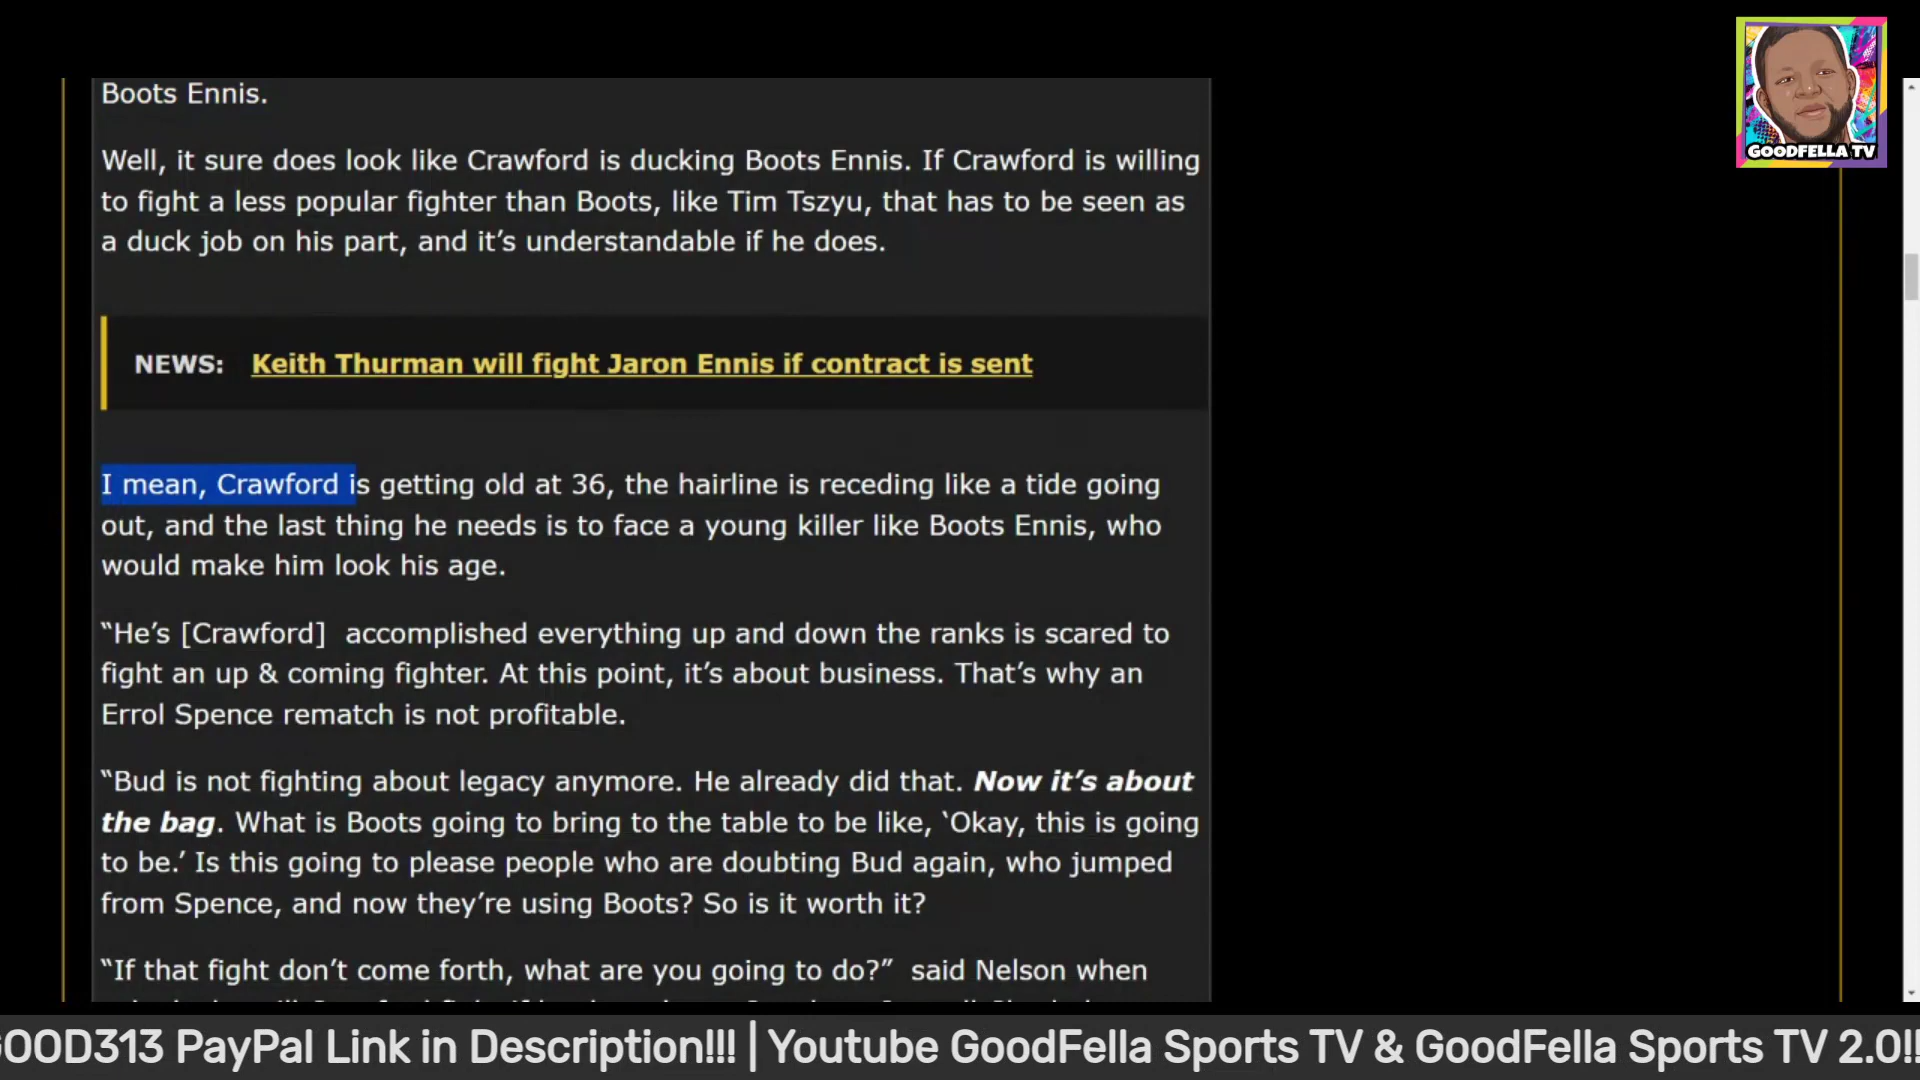 GOODFELLA TV
Boots Ennis.
Well, it sure does look like Crawford is ducking Boots Ennis. If Crawford is willing
to fight a less popular fighter than Boots, like Tim Tszyu, that has to be seen as
a duck job on his part, and it’s understandable if he does.
NEWS: Keith Thurman will fight Jaron Ennis if contract is sent
I mean, Crawford is getting old at 36, the hairline is receding like a tide going
out, and the last thing he needs is to face a young killer like Boots Ennis, who
would make him look his age.
“He’s [Crawford] accomplished everything up and down the ranks is scared to
fight an up & coming fighter. At this point, it’s about business. That’s why an
Errol Spence rematch is not profitable.
“Bud is not fighting about legacy anymore. He already did that. Now it’s about
the bag. What is Boots going to bring to the table to be like, ‘Okay, this is going
to be.’ Is this going to please people who are doubting Bud again, who jumped
from Spence, and now they’re using Boots? So is it worth it?
“If that fight don’t come forth, what are you going to do?” said Nelson when
GOOD313 PayPal Link in Description!!! | Youtube GoodFella Sports TV & GoodFella Sports TV 2.0!!